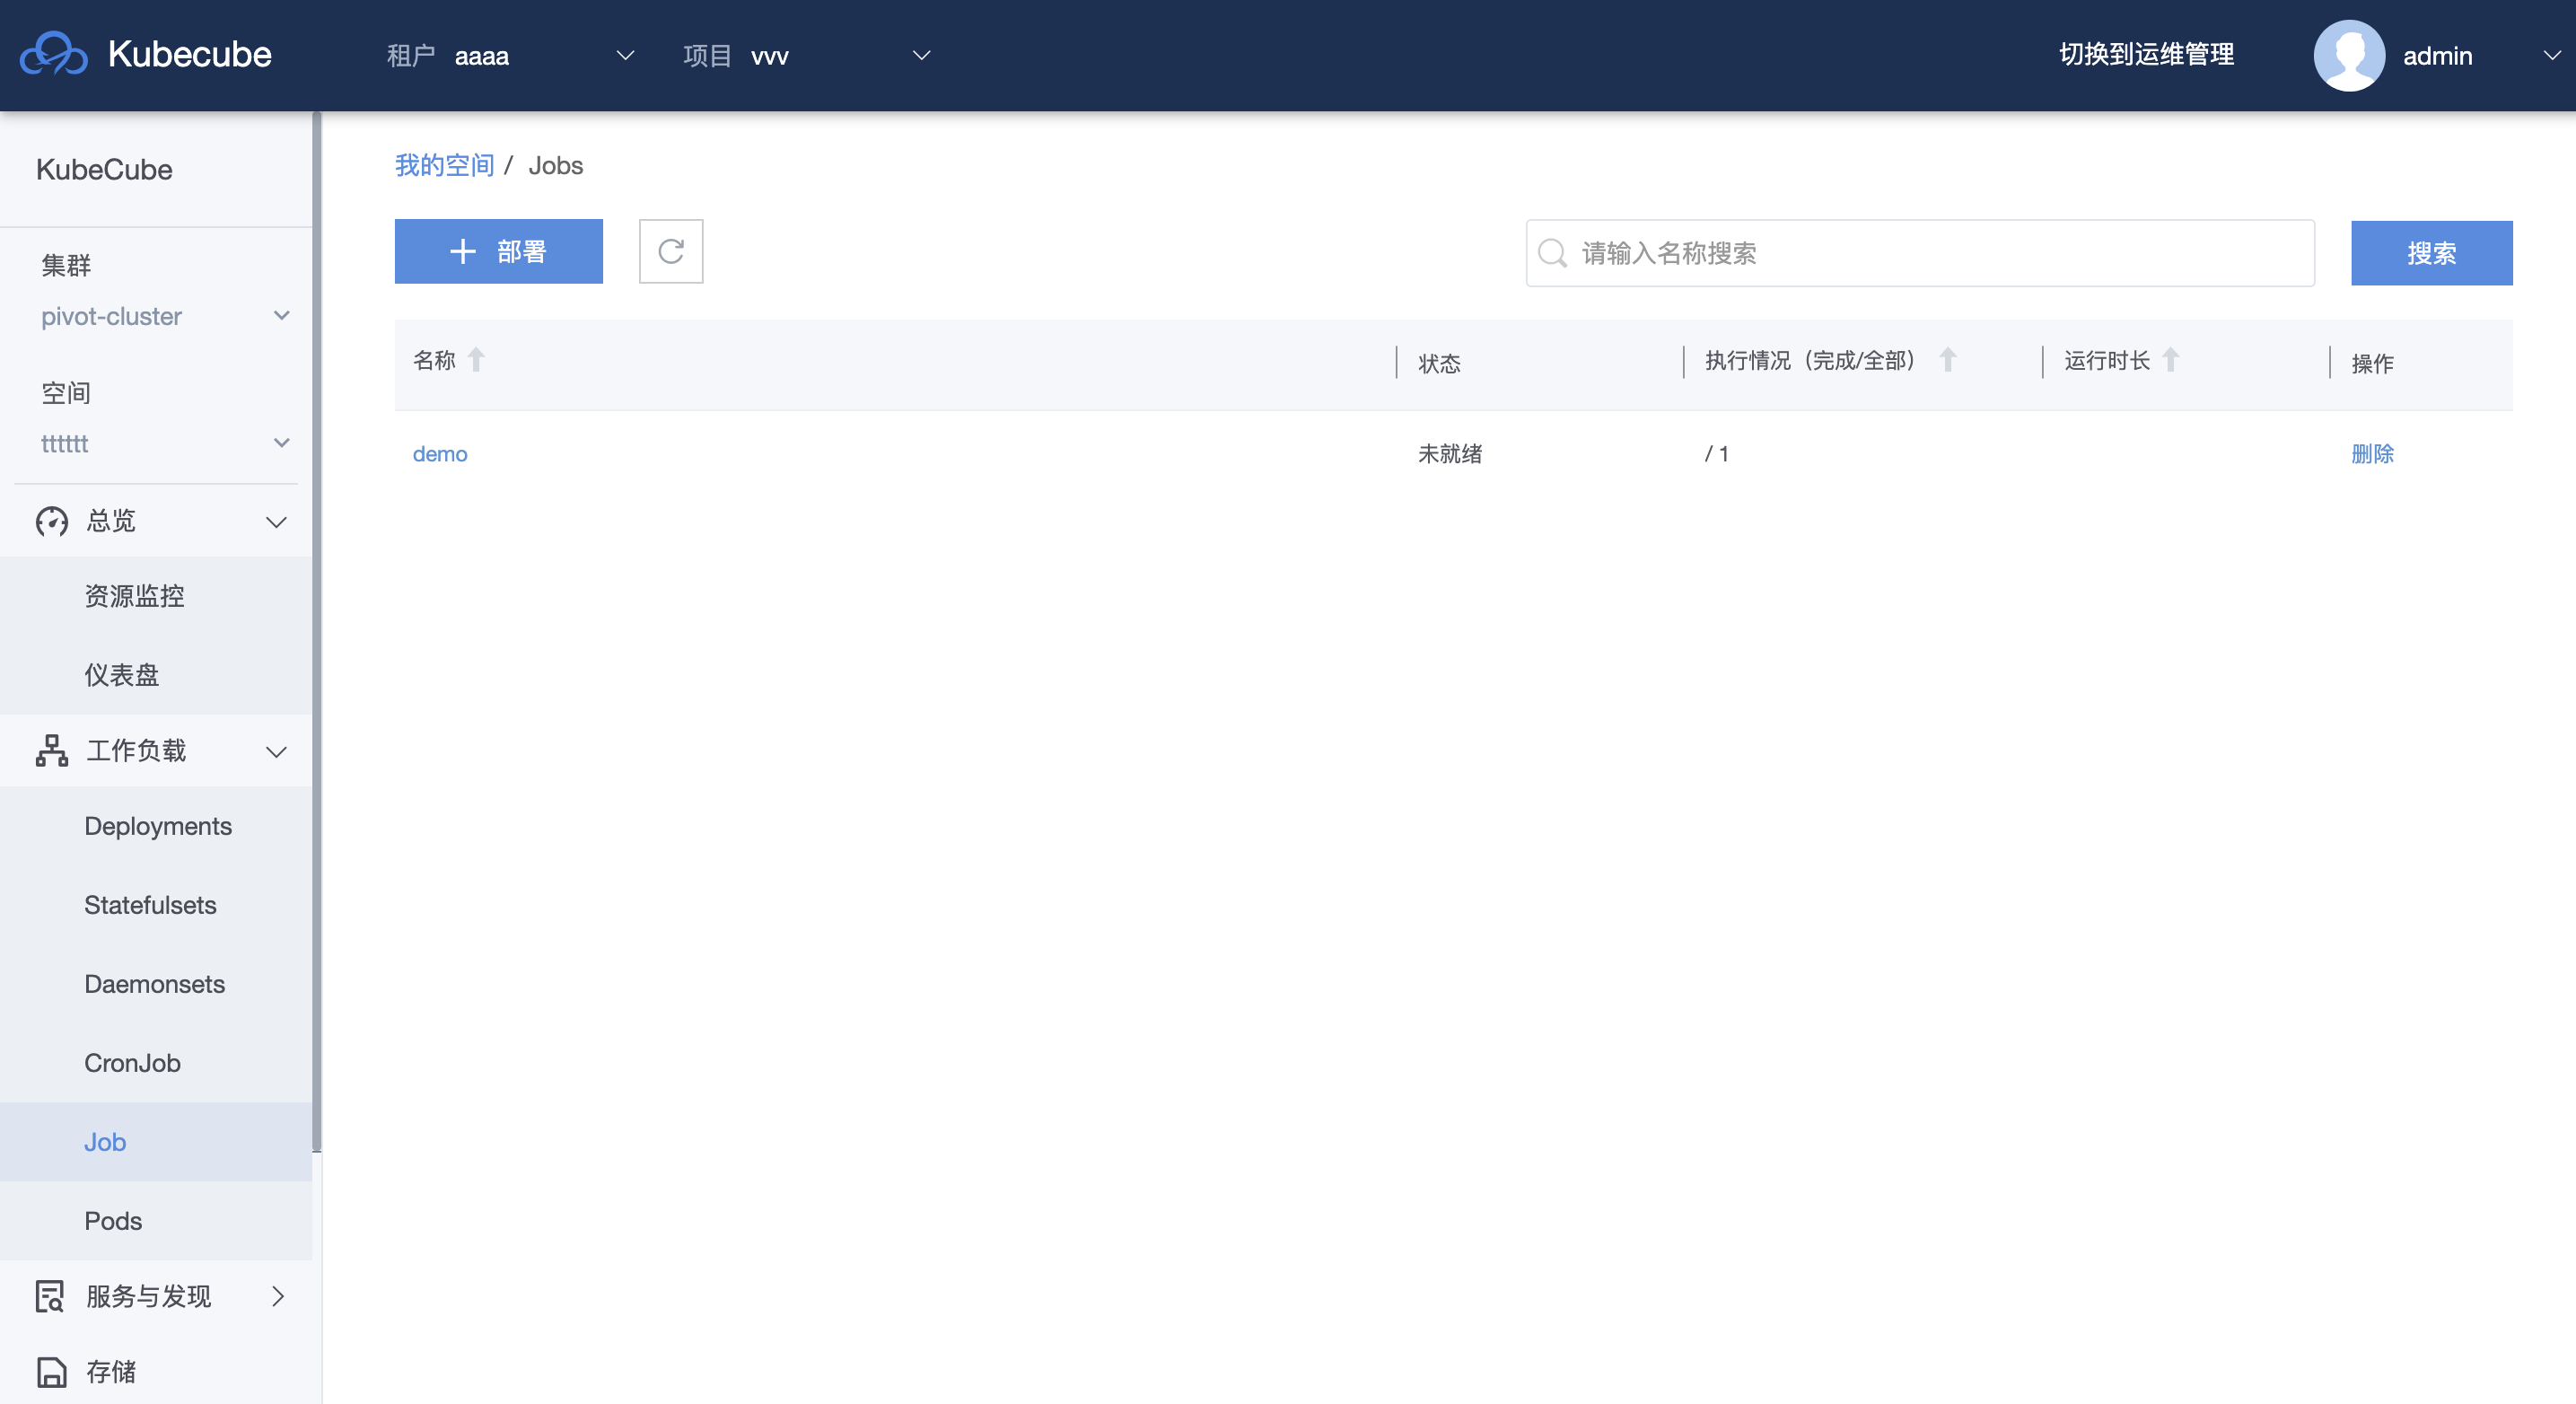 Kubecube 租户 aaaa 项目 vvv 切换到运维管理 admin
KubeCube
集群
pivot-cluster
空间
tttttt
总览
资源监控
仪表盘
工作负载
Deployments
Statefulsets
Daemonsets
CronJob
Job
Pods
服务与发现
存储
我的空间 / Jobs
部署 请输入名称搜索 搜索
名称 状态 执行情况（完成/全部） 运行时长 操作
demo 未就绪 / 1 删除